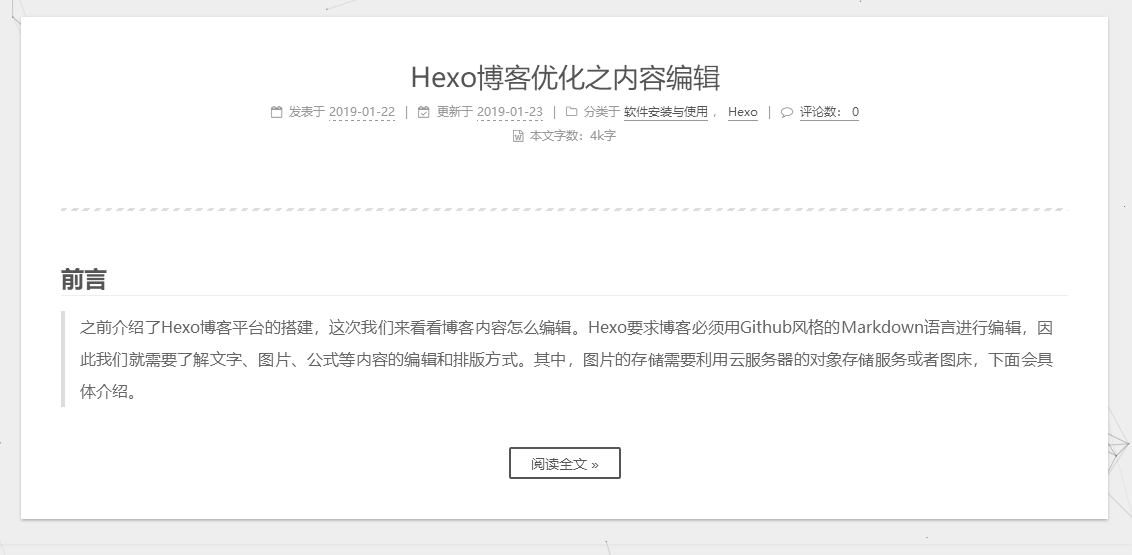 Hexo博客优化之内容编辑
发表于 2019-01-22 | 更新于 2019-01-23 | 分类于 软件安装与使用 , Hexo | 评论数: 0
本文字数: 4k字
前言
之前介绍了Hexo博客平台的搭建，这次我们来看看博客内容怎么编辑。Hexo要求博客必须用Github风格的Markdown语言进行编辑，因
此我们就需要了解文字、图片、公式等内容的编辑和排版方式。其中，图片的存储需要利用云服务器的对象存储服务或者图床，下面会具
体介绍。
阅读全文 »